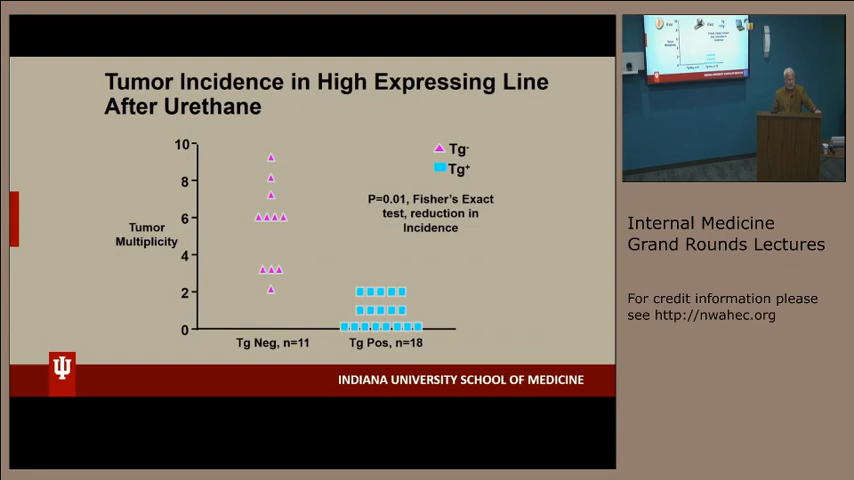 Tumor Incidence in High Expressing Line
After Urethane
10
8
6
4
2
0
Tumor
Multiplicity
Tg-
Tg+
P=0.01, Fisher's Exact
test, reduction in
Incidence
Tg Neg, n=11
Tg Pos, n=18
INDIANA UNIVERSITY SCHOOL OF MEDICINE
Internal Medicine
Grand Rounds Lectures
For credit information please
see http://nwahec.org